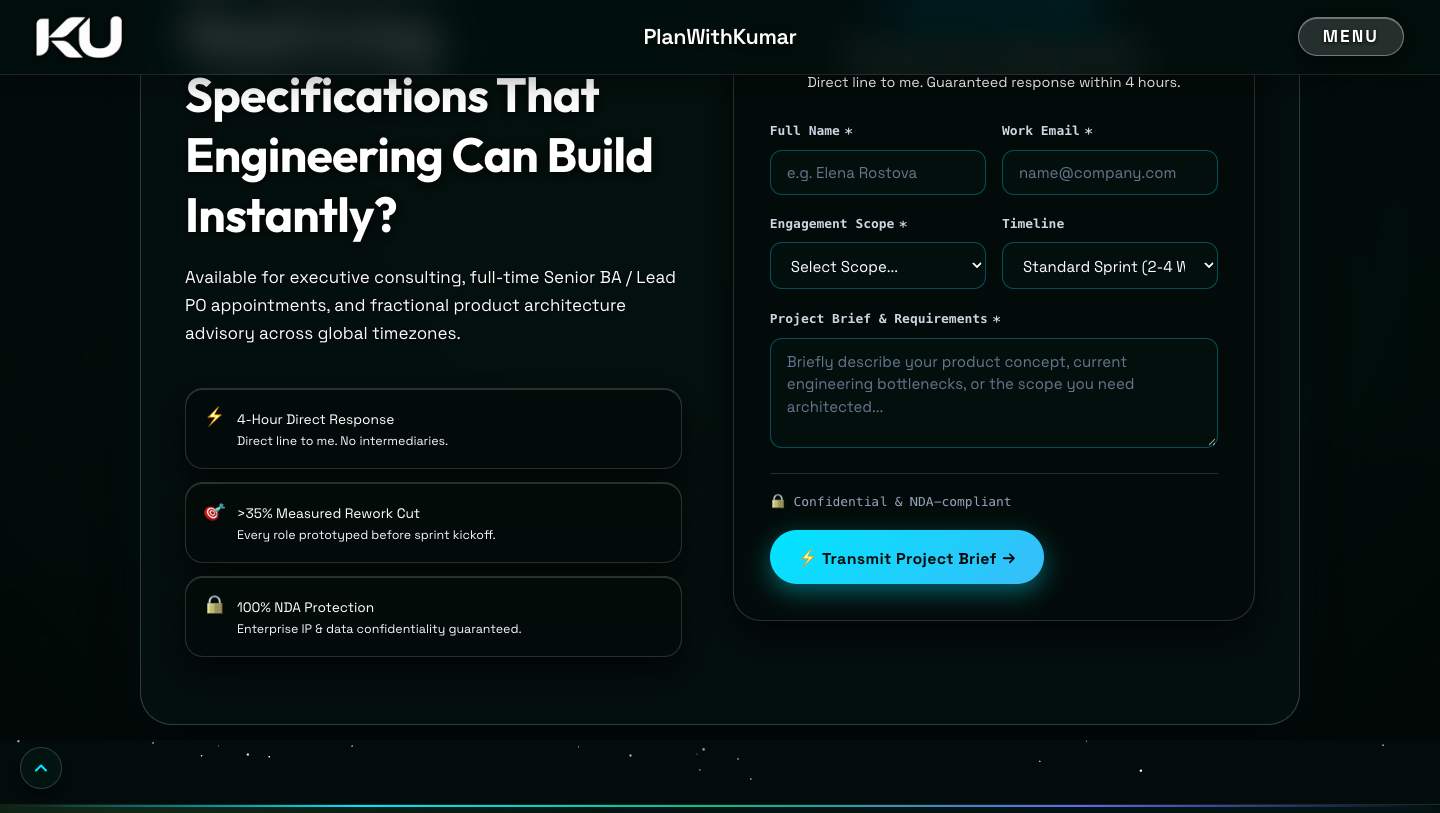 KU
PlanWithKumar
MENU
Specifications That
Engineering Can Build
Instantly?
Available for executive consulting, full-time Senior BA / Lead
PO appointments, and fractional product architecture
advisory across global timezones.
⚡ 4-Hour Direct Response
Direct line to me. No intermediaries.
🎯 >35% Measured Rework Cut
Every role prototyped before sprint kickoff.
🔒 100% NDA Protection
Enterprise IP & data confidentiality guaranteed.
Direct line to me. Guaranteed response within 4 hours.
Full Name *
Work Email *
e.g. Elena Rostova
name@company.com
Engagement Scope *
Timeline
Select Scope...
Standard Sprint (2-4 W
Project Brief & Requirements *
Briefly describe your product concept, current
engineering bottlenecks, or the scope you need
architected...
🔒 Confidential & NDA-compliant
⚡ Transmit Project Brief →